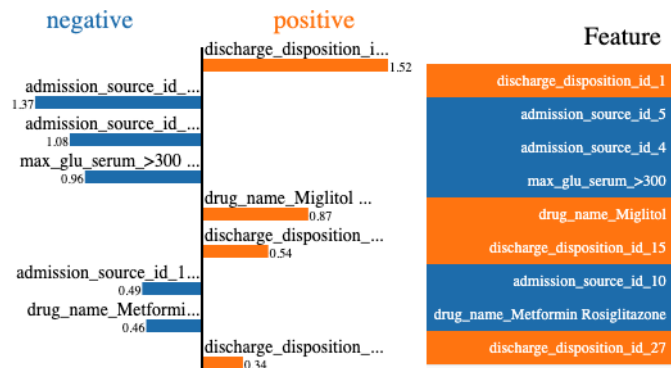 negative
positive
discharge_disposition_i...
1.52
admission_source_id_...
1.37
admission_source_id_...
1.08
max_glu_serum_>300 ...
0.96
drug_name_Miglitol ...
0.87
discharge_disposition_...
0.54
admission_source_id_1...
0.49
drug_name_Metformi...
0.46
discharge_disposition_...
0.34
Feature
discharge_disposition_id_1
admission_source_id_5
admission_source_id_4
max_glu_serum_>300
drug_name_Miglitol
discharge_disposition_id_15
admission_source_id_10
drug_name_Metformin Rosiglitazone
discharge_disposition_id_27